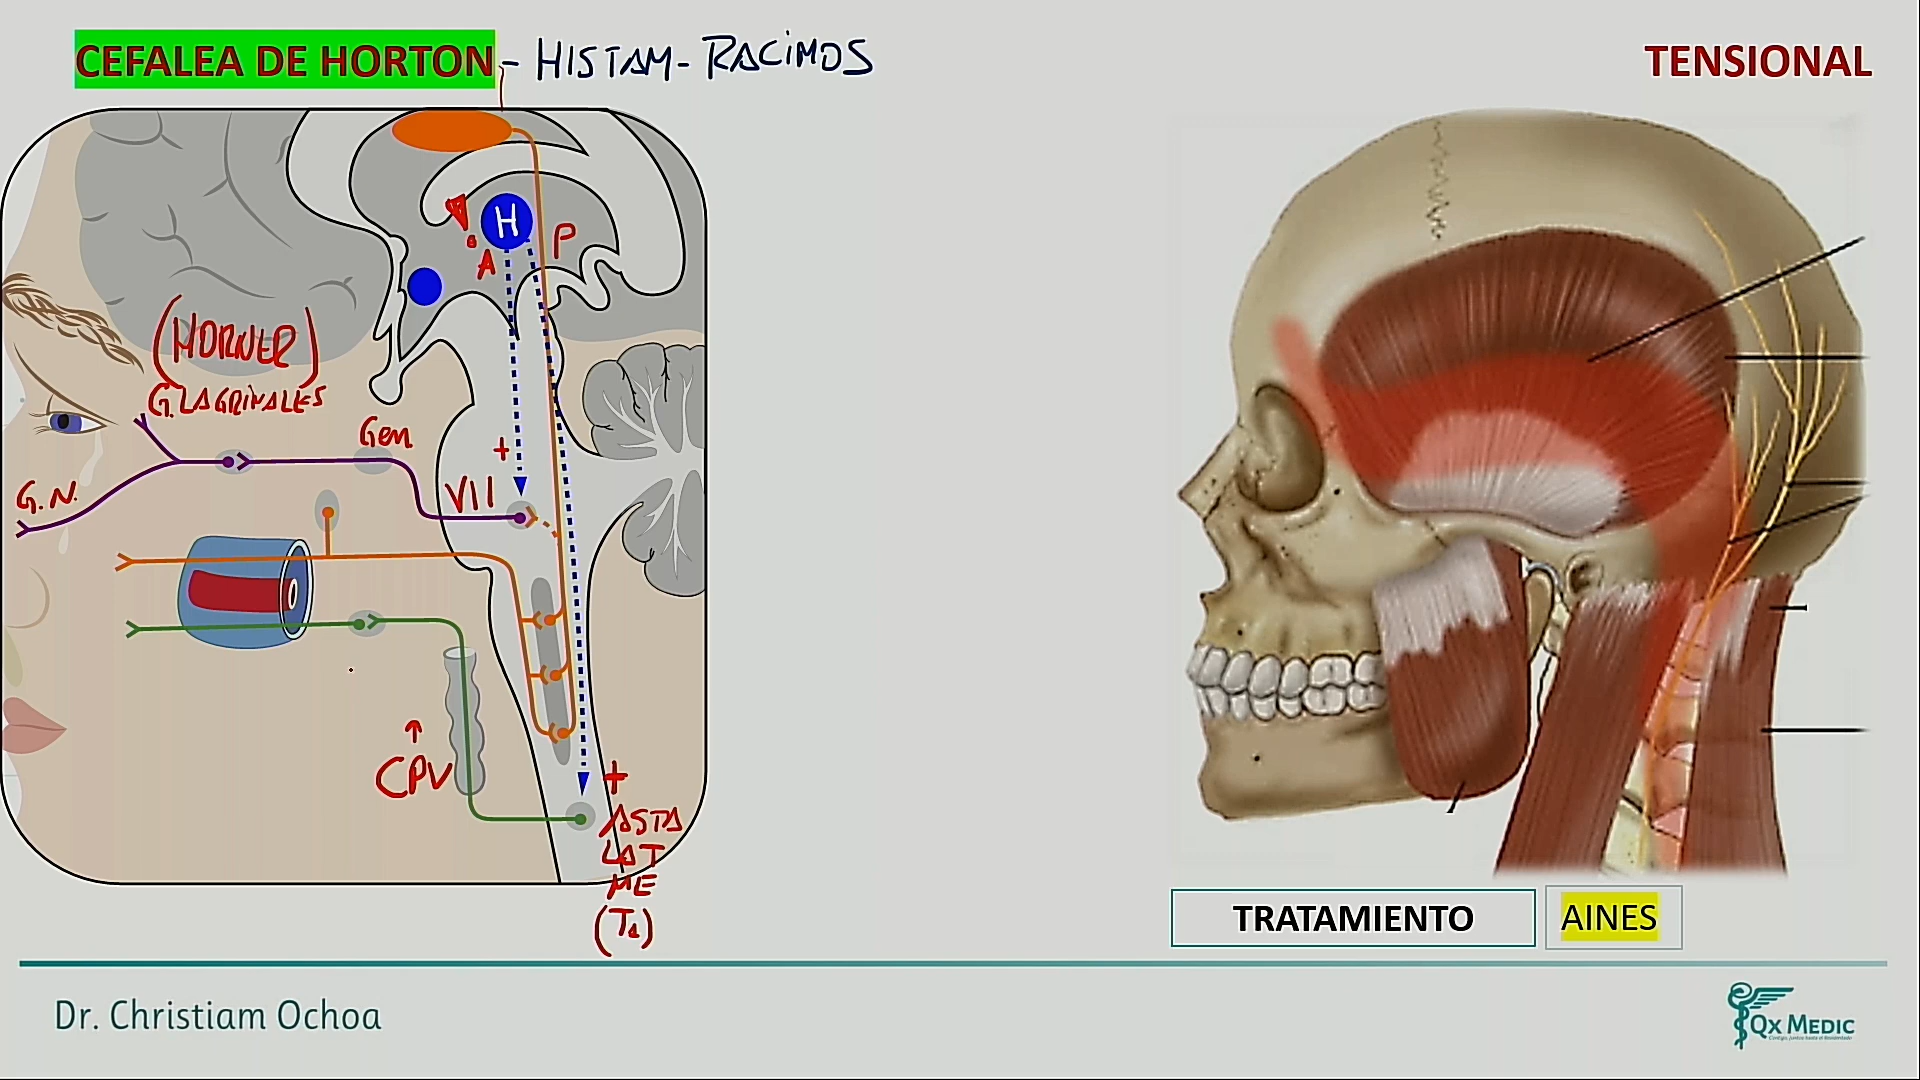 CEFALEA DE HORTON - HISTAM-RACIMOS
TENSIONAL
H
A
P
(HORNER)
G. LAGRIMALES
Gen
G.N.
VII
+
↑
CPV
+
ASTA
LAT
ME
(T1)
TRATAMIENTO
AINES
Dr. Christiam Ochoa
QX MEDIC